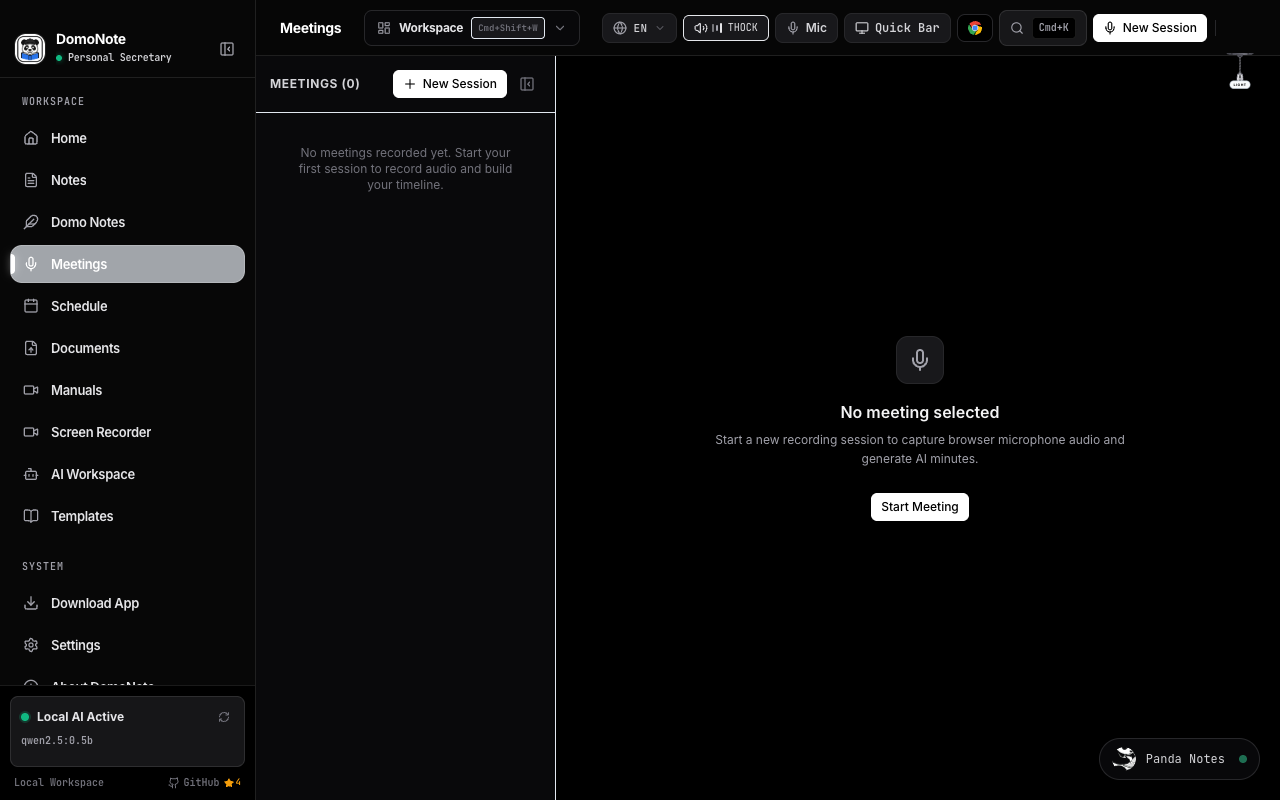 DomoNote
Personal Secretary
WORKSPACE
Home
Notes
Domo Notes
Meetings
Schedule
Documents
Manuals
Screen Recorder
AI Workspace
Templates
SYSTEM
Download App
Settings
About DomoNote
Local AI Active
qwen2.5:0.5b
Local Workspace
GitHub
4
Meetings
Workspace
Cmd+Shift+W
EN
THOCK
Mic
Quick Bar
Cmd+K
New Session
LIGHT
MEETINGS (0)
New Session
No meetings recorded yet. Start your
first session to record audio and build
your timeline.
No meeting selected
Start a new recording session to capture browser microphone audio and
generate AI minutes.
Start Meeting
Panda Notes